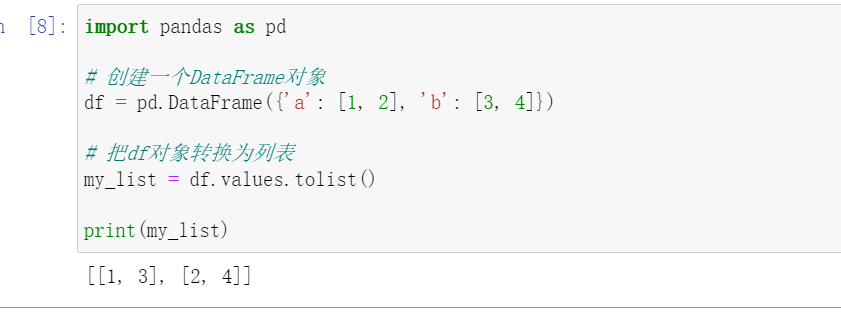 [8]:
import pandas as pd
# 创建一个DataFrame对象
df = pd.DataFrame({'a': [1, 2], 'b': [3, 4]})
# 把df对象转换为列表
my_list = df.values.tolist()
print(my_list)
[[1, 3], [2, 4]]